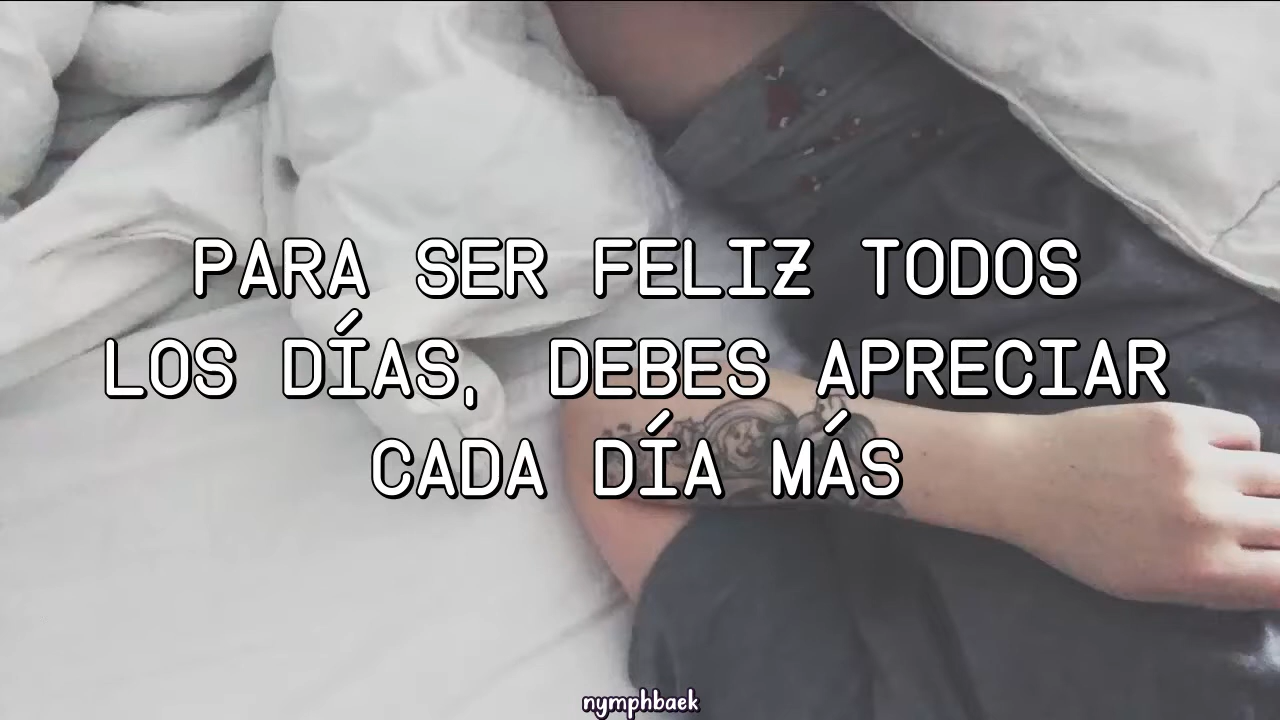 PARA SER FELIZ TODOS
LOS DÍAS, DEBES APRECIAR
CADA DÍA MÁS
nymphbaek